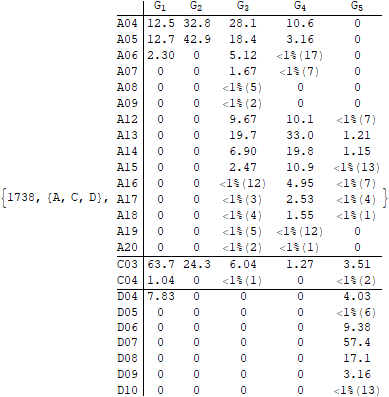 G1 G2 G3 G4 G5
A04 12.5 32.8 28.1 10.6 0
A05 12.7 42.9 18.4 3.16 0
A06 2.30 0 5.12 <1%(17) 0
A07 0 0 1.67 <1%(7) 0
A08 0 0 <1%(5) 0 0
A09 0 0 <1%(2) 0 0
A12 0 0 9.67 10.1 <1%(7)
A13 0 0 19.7 33.0 1.21
A14 0 0 6.90 19.8 1.15
A15 0 0 2.47 10.9 <1%(13)
A16 0 0 <1%(12) 4.95 <1%(7)
{1738, {A, C, D}, A17 0 0 <1%(3) 2.53 <1%(4) }
A18 0 0 <1%(4) 1.55 <1%(1)
A19 0 0 <1%(5) <1%(12) 0
A20 0 0 <1%(2) <1%(1) 0
C03 63.7 24.3 6.04 1.27 3.51
C04 1.04 0 <1%(1) 0 <1%(2)
D04 7.83 0 0 0 4.03
D05 0 0 0 0 <1%(6)
D06 0 0 0 0 9.38
D07 0 0 0 0 57.4
D08 0 0 0 0 17.1
D09 0 0 0 0 3.16
D10 0 0 0 0 <1%(13)